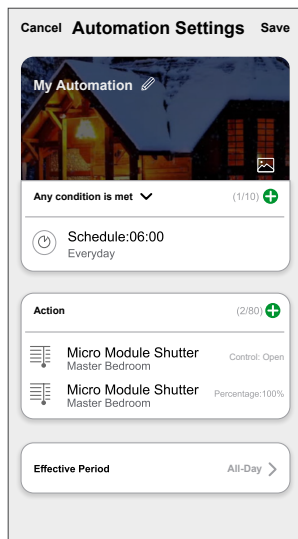 Cancel Automation Settings Save
My Automation
Any condition is met (1/10)
Schedule:06:00
Everyday
Action (2/80)
Micro Module Shutter Control: Open
Master Bedroom
Micro Module Shutter Percentage:100%
Master Bedroom
Effective Period All-Day